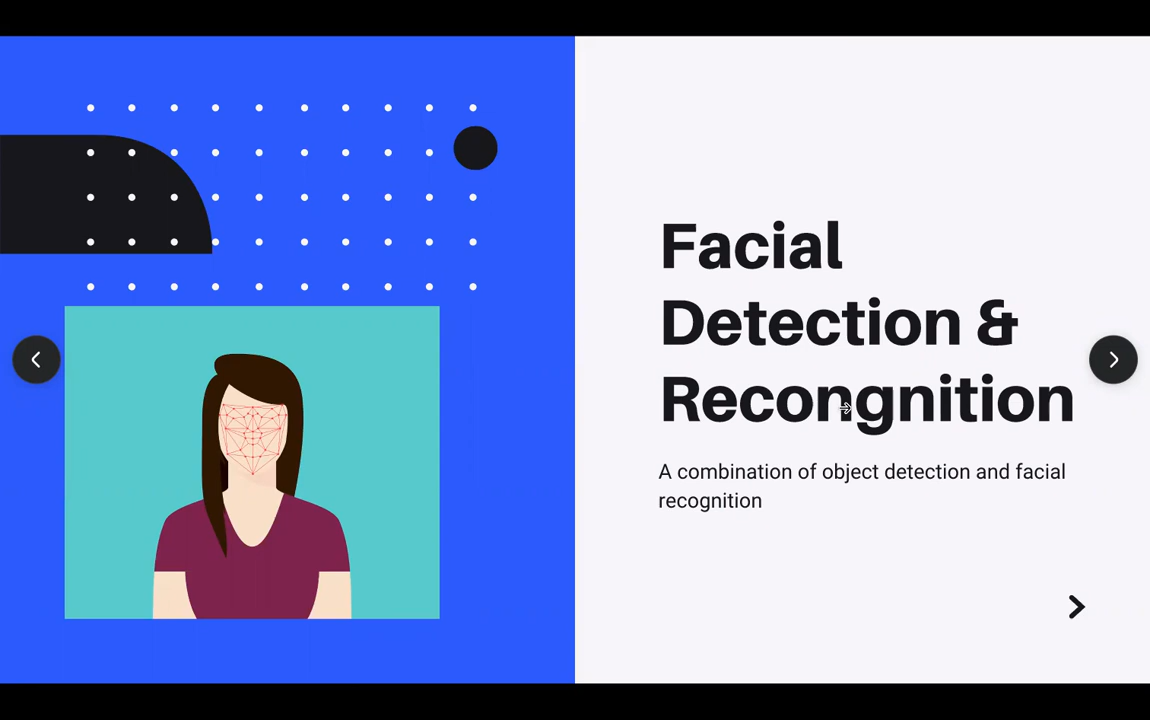 Facial
Detection &
Recongnition
A combination of object detection and facial
recognition